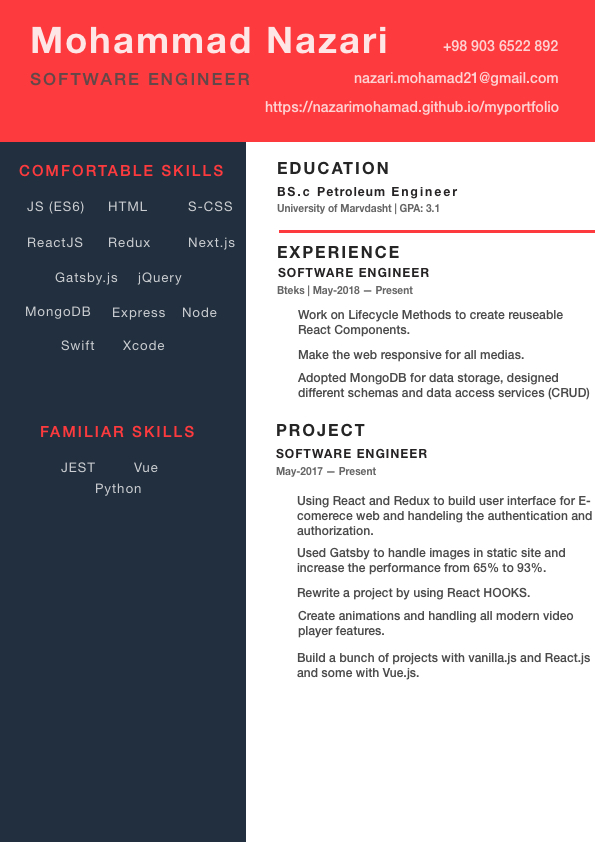 Mohammad Nazari
+98 903 6522 892
SOFTWARE ENGINEER
nazari.mohamad21@gmail.com
https://nazarimohamad.github.io/myportfolio
COMFORTABLE SKILLS
JS (ES6) HTML S-CSS
ReactJS Redux Next.js
Gatsby.js jQuery
MongoDB Express Node
Swift Xcode
FAMILIAR SKILLS
JEST Vue
Python
EDUCATION
BS.c Petroleum Engineer
University of Marvdasht | GPA: 3.1
EXPERIENCE
SOFTWARE ENGINEER
Bteks | May-2018 — Present
Work on Lifecycle Methods to create reuseable
React Components.
Make the web responsive for all medias.
Adopted MongoDB for data storage, designed
different schemas and data access services (CRUD)
PROJECT
SOFTWARE ENGINEER
May-2017 — Present
Using React and Redux to build user interface for E-
comerece web and handeling the authentication and
authorization.
Used Gatsby to handle images in static site and
increase the performance from 65% to 93%.
Rewrite a project by using React HOOKS.
Create animations and handling all modern video
player features.
Build a bunch of projects with vanilla.js and React.js
and some with Vue.js.